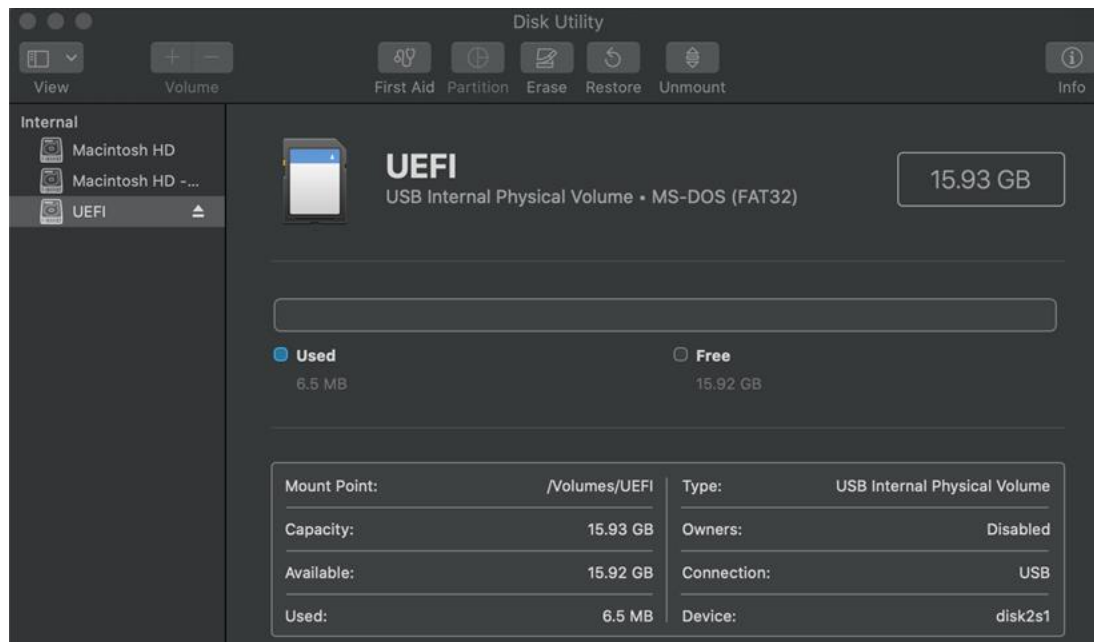 Disk Utility
View
Volume
First Aid
Partition
Erase
Restore
Unmount
Info
Internal
Macintosh HD
Macintosh HD -...
UEFI
UEFI
USB Internal Physical Volume • MS-DOS (FAT32)
15.93 GB
Used
6.5 MB
Free
15.92 GB
Mount Point: /Volumes/UEFI
Capacity: 15.93 GB
Available: 15.92 GB
Used: 6.5 MB
Type: USB Internal Physical Volume
Owners: Disabled
Connection: USB
Device: disk2s1